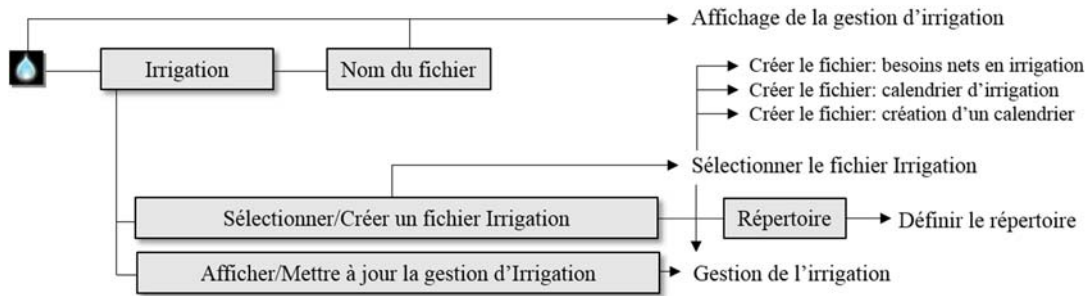 Affichage de la gestion d’irrigation
Irrigation
Nom du fichier
Créer le fichier: besoins nets en irrigation
Créer le fichier: calendrier d’irrigation
Créer le fichier: création d’un calendrier
Sélectionner le fichier Irrigation
Sélectionner/Créer un fichier Irrigation
Répertoire
Définir le répertoire
Afficher/Mettre à jour la gestion d’Irrigation
Gestion de l’irrigation